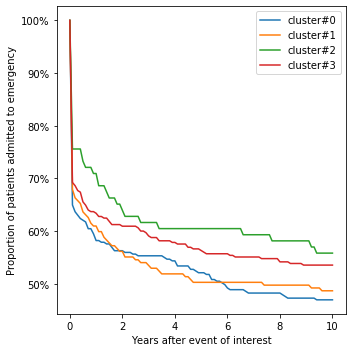 cluster#0
cluster#1
cluster#2
cluster#3
Proportion of patients admitted to emergency
100%
90%
80%
70%
60%
50%
0
2
4
6
8
10
Years after event of interest